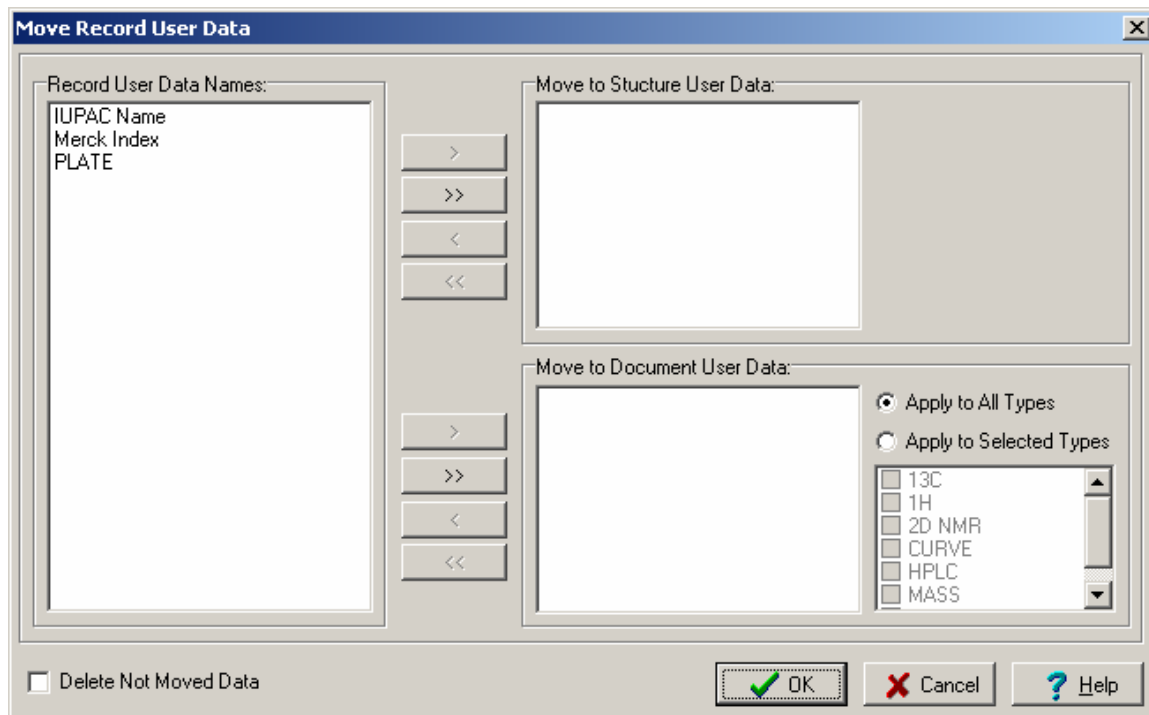 Move Record User Data
Record User Data Names:
IUPAC Name
Merck Index
PLATE
>
>>
<
<<
>
>>
<
<<
Move to Stucture User Data:
Move to Document User Data:
Apply to All Types
Apply to Selected Types
13C
1H
2D NMR
CURVE
HPLC
MASS
Delete Not Moved Data
OK
Cancel
? Help